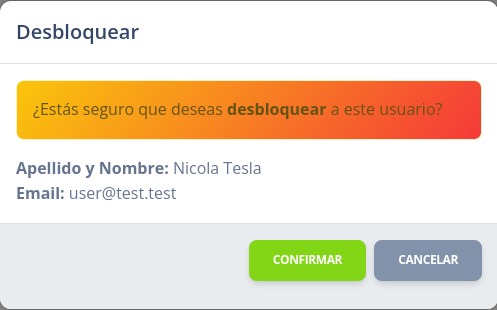 Desbloquear
¿Estás seguro que deseas desbloquear a este usuario?
Apellido y Nombre: Nicola Tesla
Email: user@test.test
CONFIRMAR
CANCELAR